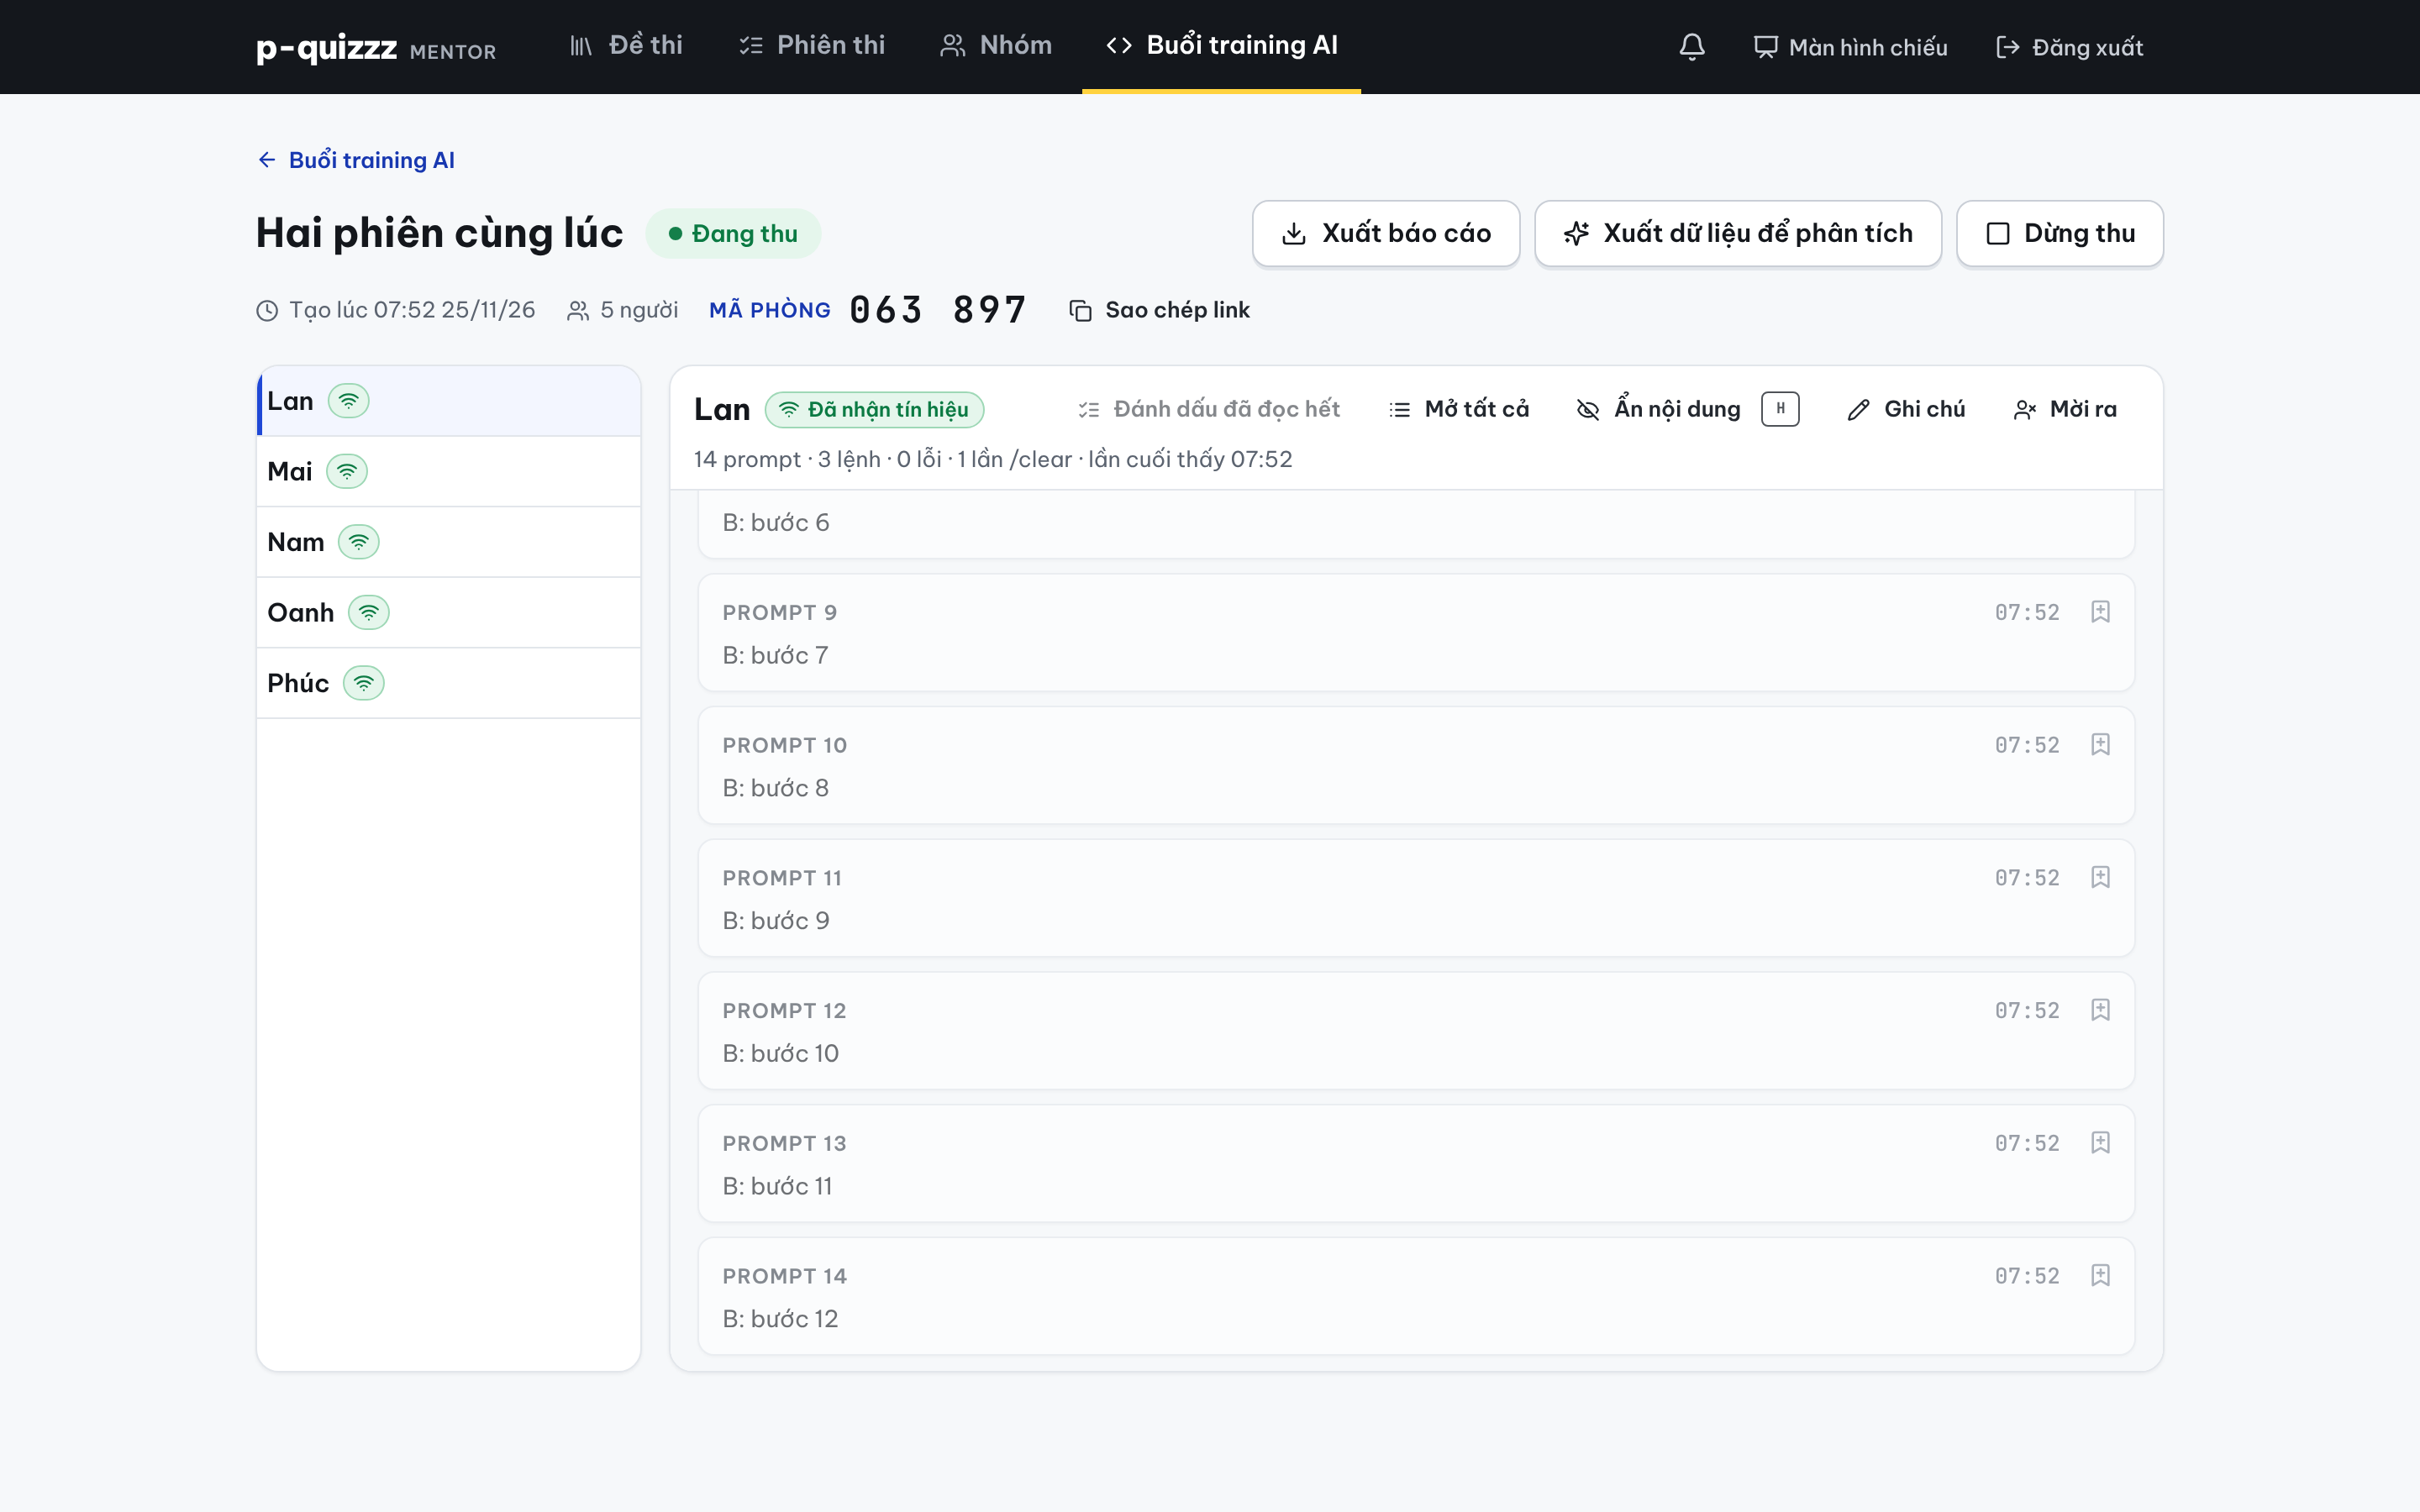 p-quizzz MENTOR
Đề thi
Phiên thi
Nhóm
Buổi training AI
Màn hình chiếu
Đăng xuất
Buổi training AI
Hai phiên cùng lúc
Đang thu
Xuất báo cáo
Xuất dữ liệu để phân tích
Dừng thu
Tạo lúc 07:52 25/11/26
5 người
MÃ PHÒNG 063 897
Sao chép link
Lan
Mai
Nam
Oanh
Phúc
Lan
Đã nhận tín hiệu
Đánh dấu đã đọc hết
Mở tất cả
Ẩn nội dung
H
Ghi chú
Mời ra
14 prompt · 3 lệnh · 0 lỗi · 1 lần /clear · lần cuối thấy 07:52
B: bước 6
PROMPT 9
07:52
B: bước 7
PROMPT 10
07:52
B: bước 8
PROMPT 11
07:52
B: bước 9
PROMPT 12
07:52
B: bước 10
PROMPT 13
07:52
B: bước 11
PROMPT 14
07:52
B: bước 12